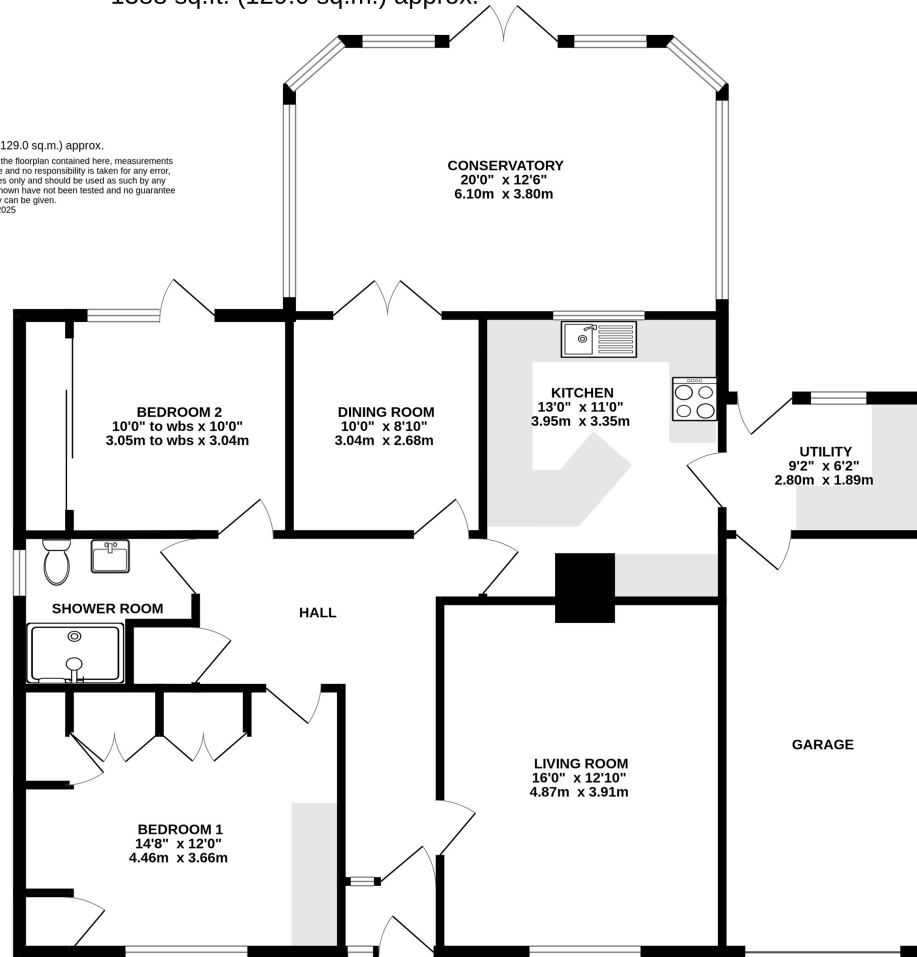 (129.0 sq.m.) approx.
129.0 sq.m.) approx.
the floorplan contained here, measurements
and no responsibility is taken for any error,
only and should be used as such by any
have not been tested and no guarantee
can be given.
CONSERVATORY
20'0" x 12'6"
6.10m x 3.80m
BEDROOM 2
10'0" to wbs x 10'0"
3.05m to wbs x 3.04m
DINING ROOM
10'0" x 8'10"
3.04m x 2.68m
KITCHEN
13'0" x 11'0"
3.95m x 3.35m
UTILITY
9'2" x 6'2"
2.80m x 1.89m
SHOWER ROOM
HALL
LIVING ROOM
16'0" x 12'10"
4.87m x 3.91m
GARAGE
BEDROOM 1
14'8" x 12'0"
4.46m x 3.66m